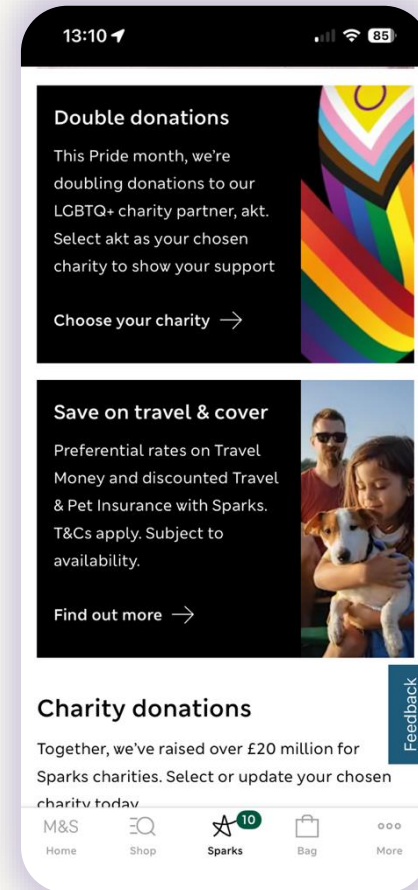 13:10
85
Double donations
This Pride month, we're
doubling donations to our
LGBTQ+ charity partner, akt.
Select akt as your chosen
charity to show your support
Choose your charity →
Save on travel & cover
Preferential rates on Travel
Money and discounted Travel
& Pet Insurance with Sparks.
T&Cs apply. Subject to
availability.
Find out more →
Feedback
Charity donations
Together, we've raised over £20 million for
Sparks charities. Select or update your chosen
charity today
10
M&S
Home Shop Sparks Bag More